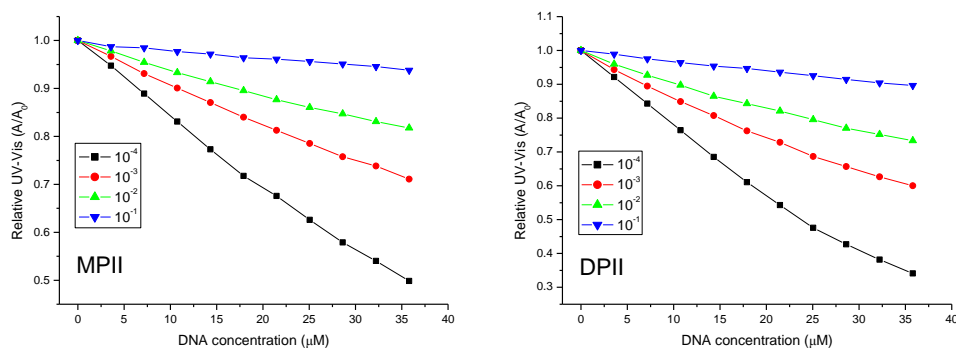 1.0
0.9
0.8
0.7
0.6
0.5
Relative UV-Vis (A/A₀)
10⁻⁴
10⁻³
10⁻²
10⁻¹
MPII
0 5 10 15 20 25 30 35 40
DNA concentration (μM)
1.1
1.0
0.9
0.8
0.7
0.6
0.5
0.4
0.3
Relative UV-Vis (A/A₀)
10⁻⁴
10⁻³
10⁻²
10⁻¹
DPII
0 5 10 15 20 25 30 35 40
DNA concentration (μM)